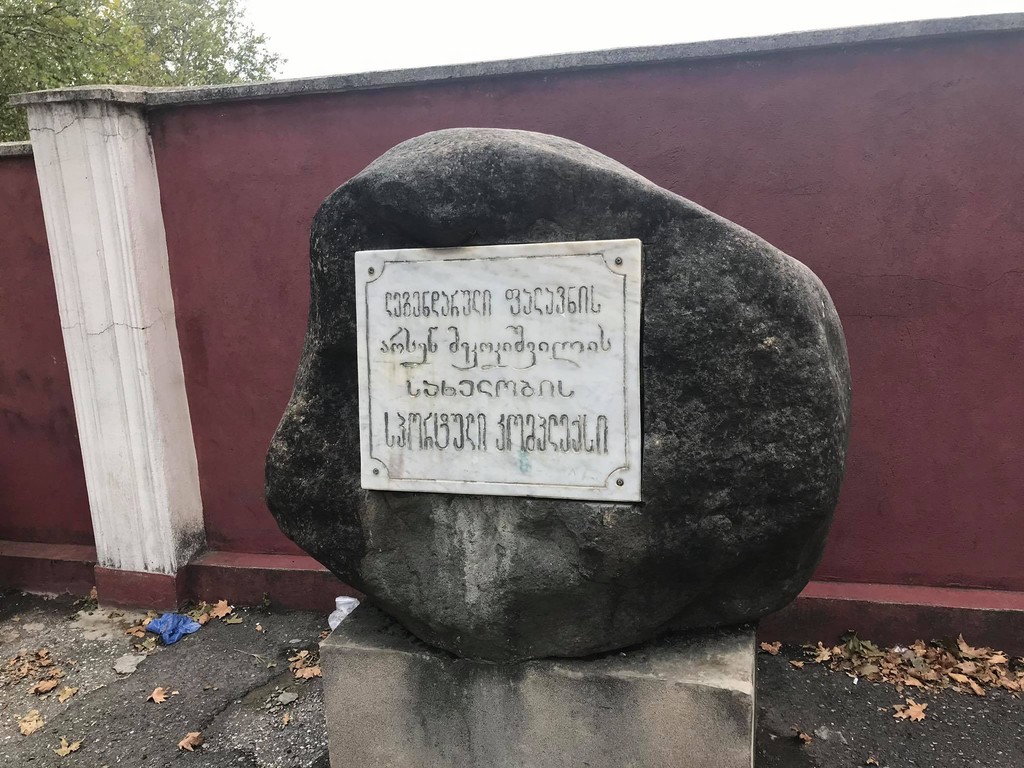 ლეგენდარული ფალავნის
არსენ მეკოკიშვილის
სახელობის
სპორტული კომპლექსი